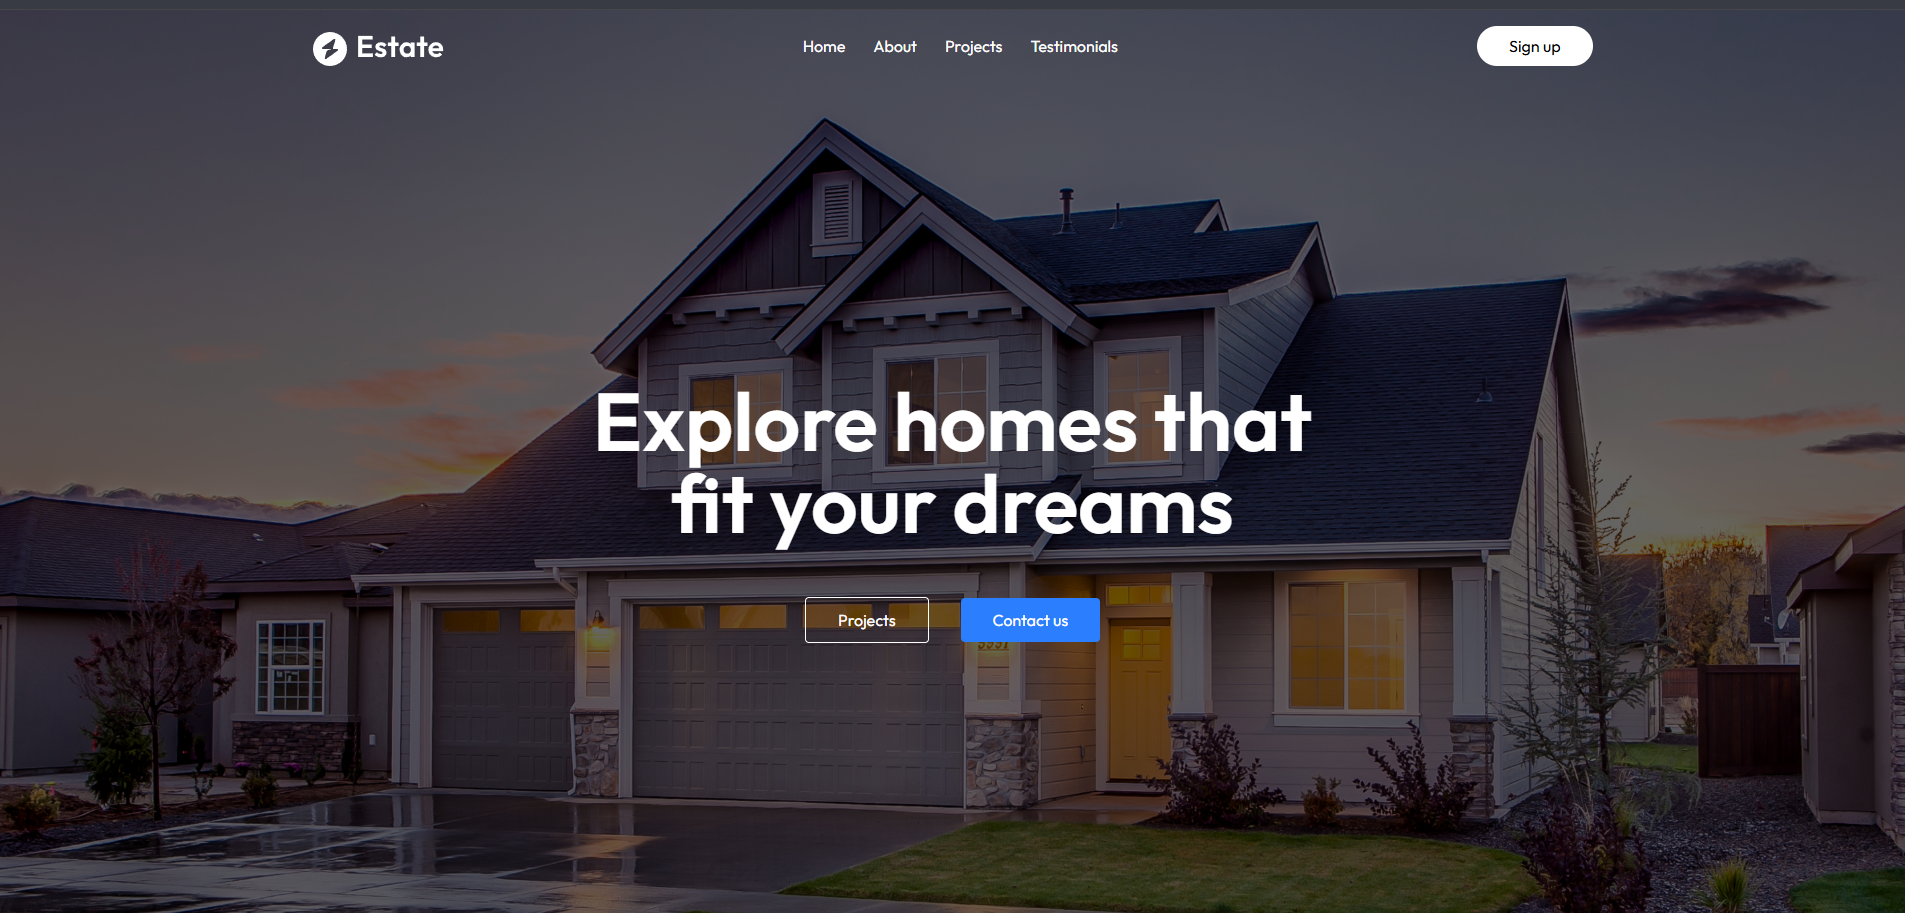 Estate
Home About Projects Testimonials
Sign up
Explore homes that
fit your dreams
Projects Contact us